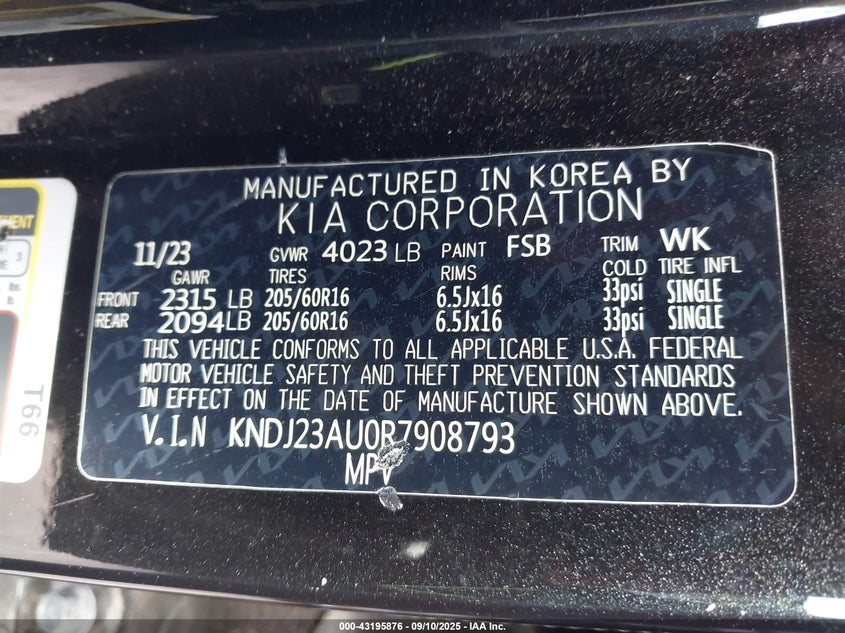 MANUFACTURED IN KOREA BY
KIA CORPORATION
11/23 GVWR 4023 LB PAINT FSB TRIM WK
GAWR TIRES RIMS COLD TIRE INFL
FRONT 2315 LB 205/60R16 6.5Jx16 33psi SINGLE
REAR 2094 LB 205/60R16 6.5Jx16 33psi SINGLE
THIS VEHICLE CONFORMS TO ALL APPLICABLE U.S.A. FEDERAL
MOTOR VEHICLE SAFETY AND THEFT PREVENTION STANDARDS
IN EFFECT ON THE DATE OF MANUFACTURE SHOWN ABOVE.
V.I.N KNDJ23AU0R7908793
MPV
T66
000-43195876 - 09/10/2025 - IAA Inc.